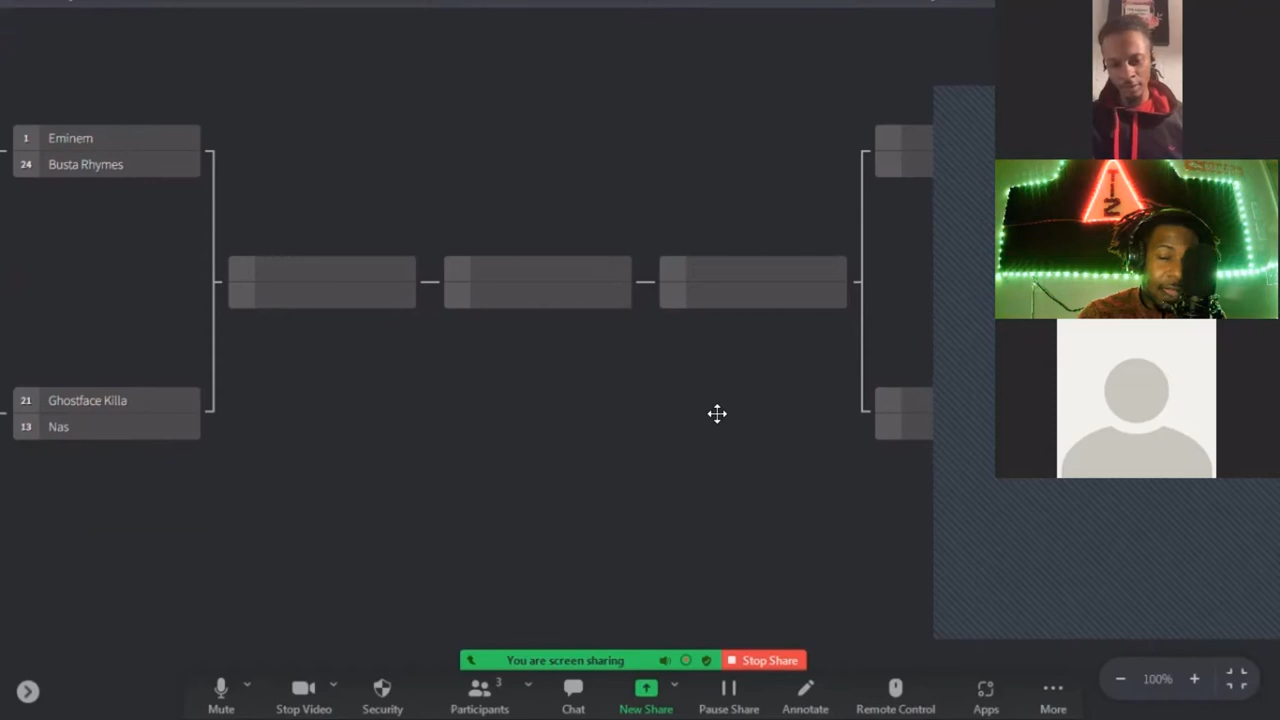 1 Eminem
24 Busta Rhymes
21 Ghostface Killa
13 Nas
TIZ
You are screen sharing
Stop Share
Mute
Stop Video
Security
3
Participants
Chat
New Share
Pause Share
Annotate
Remote Control
Apps
More
100%